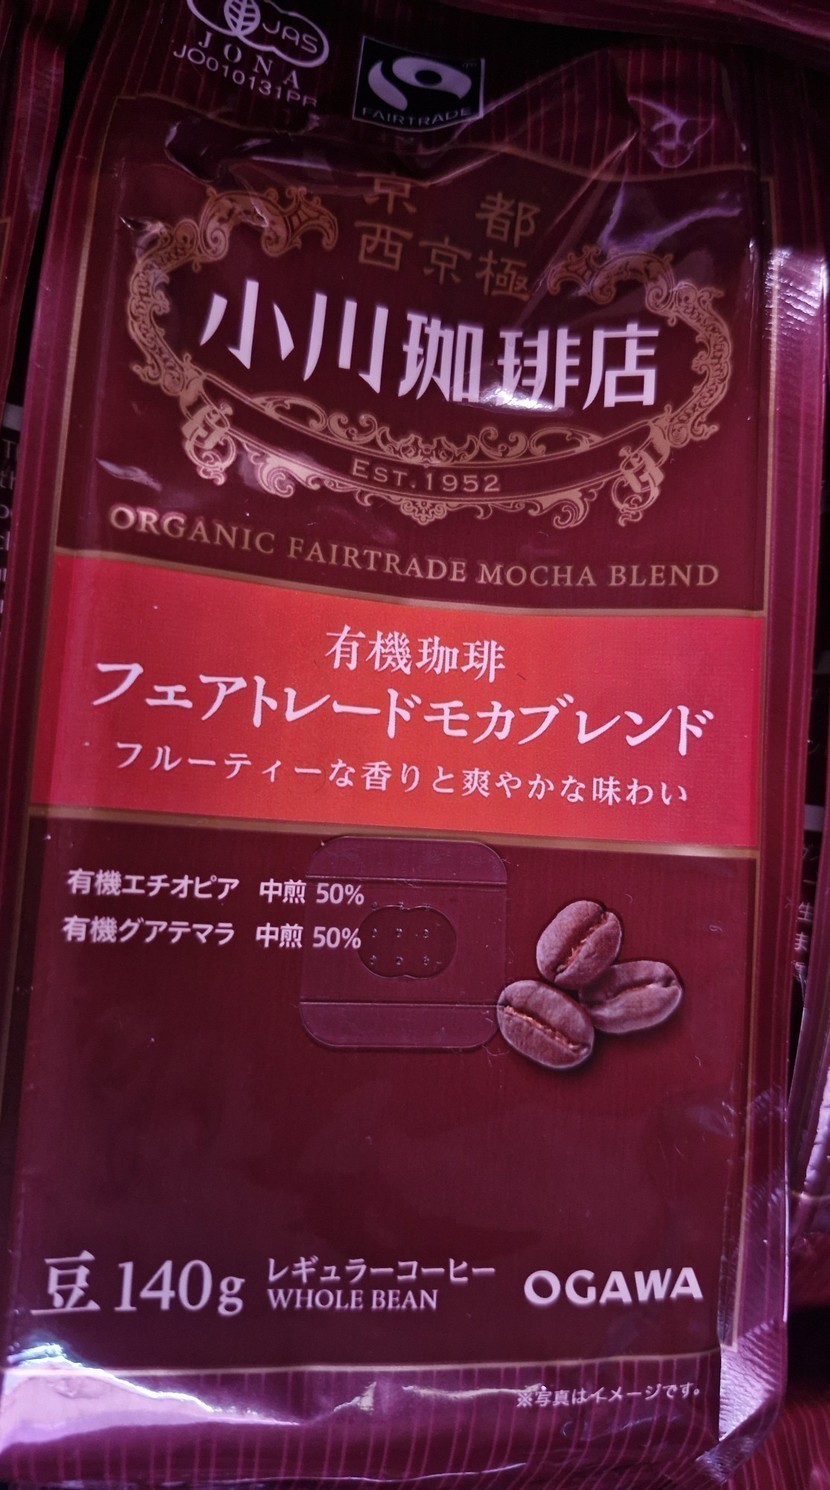 JAS
JONA
JO010131PR
FAIRTRADE
京都
西京極
小川珈琲店
EST.1952
ORGANIC FAIRTRADE MOCHA BLEND
有機珈琲
フェアトレードモカブレンド
フルーティーな香りと爽やかな味わい
有機エチオピア 中煎 50%
有機グアテマラ 中煎 50%
豆140g
レギュラーコーヒー
WHOLE BEAN
OGAWA
※写真はイメージです。